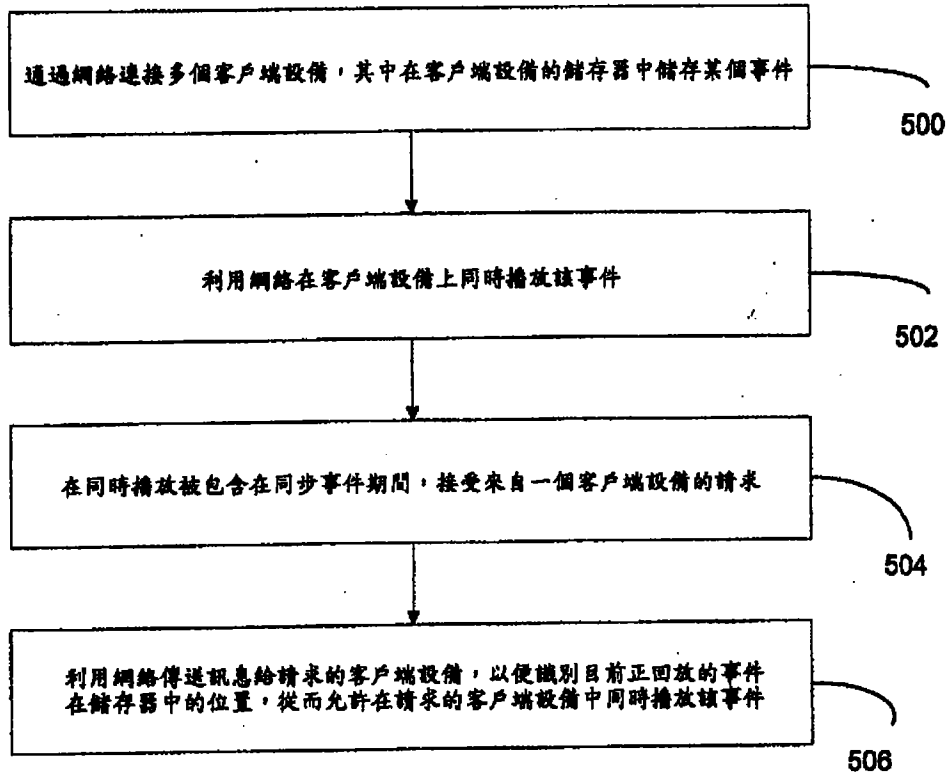 通過網絡連接多個客戶端設備，其中在客戶端設備的儲存器中儲存某個事件
500
利用網絡在客戶端設備上同時播放該事件
502
在同時播放被包含在同步事件期間，接受來自一個客戶端設備的請求
504
利用網絡傳送訊息給請求的客戶端設備，以便識別目前正回放的事件
在儲存器中的位置，從而允許在請求的客戶端設備中同時播放該事件
506